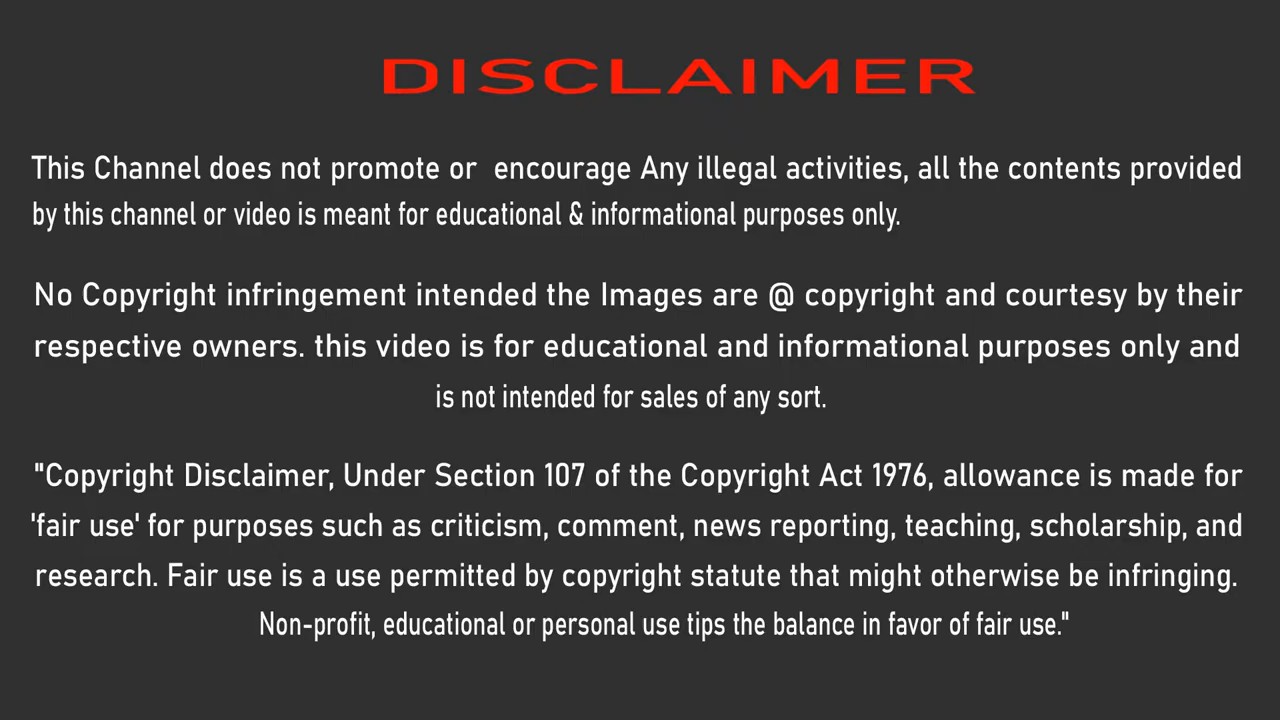 DISCLAIMER
This Channel does not promote or encourage Any illegal activities, all the contents provided
by this channel or video is meant for educational & informational purposes only.
No Copyright infringement intended the Images are @ copyright and courtesy by their
respective owners. this video is for educational and informational purposes only and
is not intended for sales of any sort.
"Copyright Disclaimer, Under Section 107 of the Copyright Act 1976, allowance is made for
'fair use' for purposes such as criticism, comment, news reporting, teaching, scholarship, and
research. Fair use is a use permitted by copyright statute that might otherwise be infringing.
Non-profit, educational or personal use tips the balance in favor of fair use."